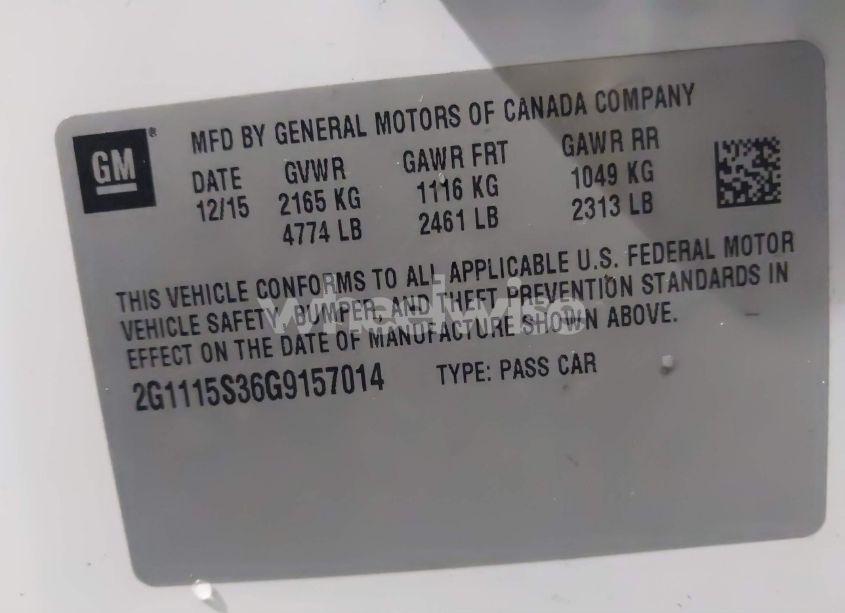 GM
®
MFD BY GENERAL MOTORS OF CANADA COMPANY
DATE GVWR GAWR FRT GAWR RR
12/15 2165 KG 1116 KG 1049 KG
4774 LB 2461 LB 2313 LB
THIS VEHICLE CONFORMS TO ALL APPLICABLE U.S. FEDERAL MOTOR
VEHICLE SAFETY, BUMPER, AND THEFT PREVENTION STANDARDS IN
EFFECT ON THE DATE OF MANUFACTURE SHOWN ABOVE.
2G1115S36G9157014 TYPE: PASS CAR
wheelwise